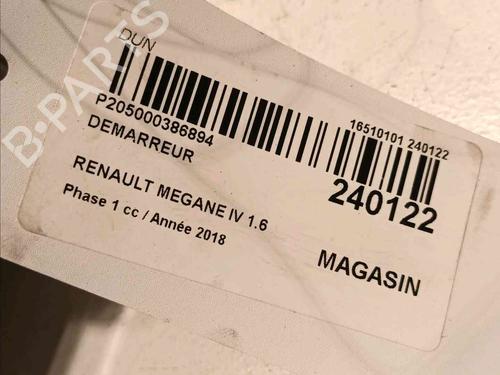 DUN
16510101 240122
P205000386894
DEMARREUR
240122
RENAULT MEGANE IV 1.6
Phase 1 cc / Année 2018
MAGASIN
B-PARTS